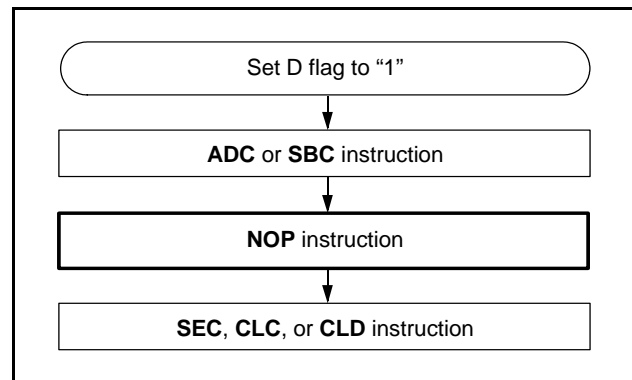 Set D flag to “1”
ADC or SBC instruction
NOP instruction
SEC, CLC, or CLD instruction